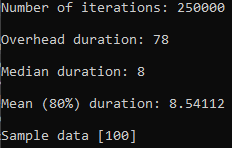 Number of iterations: 250000
Overhead duration: 78
Median duration: 8
Mean (80%) duration: 8.54112
Sample data [100]